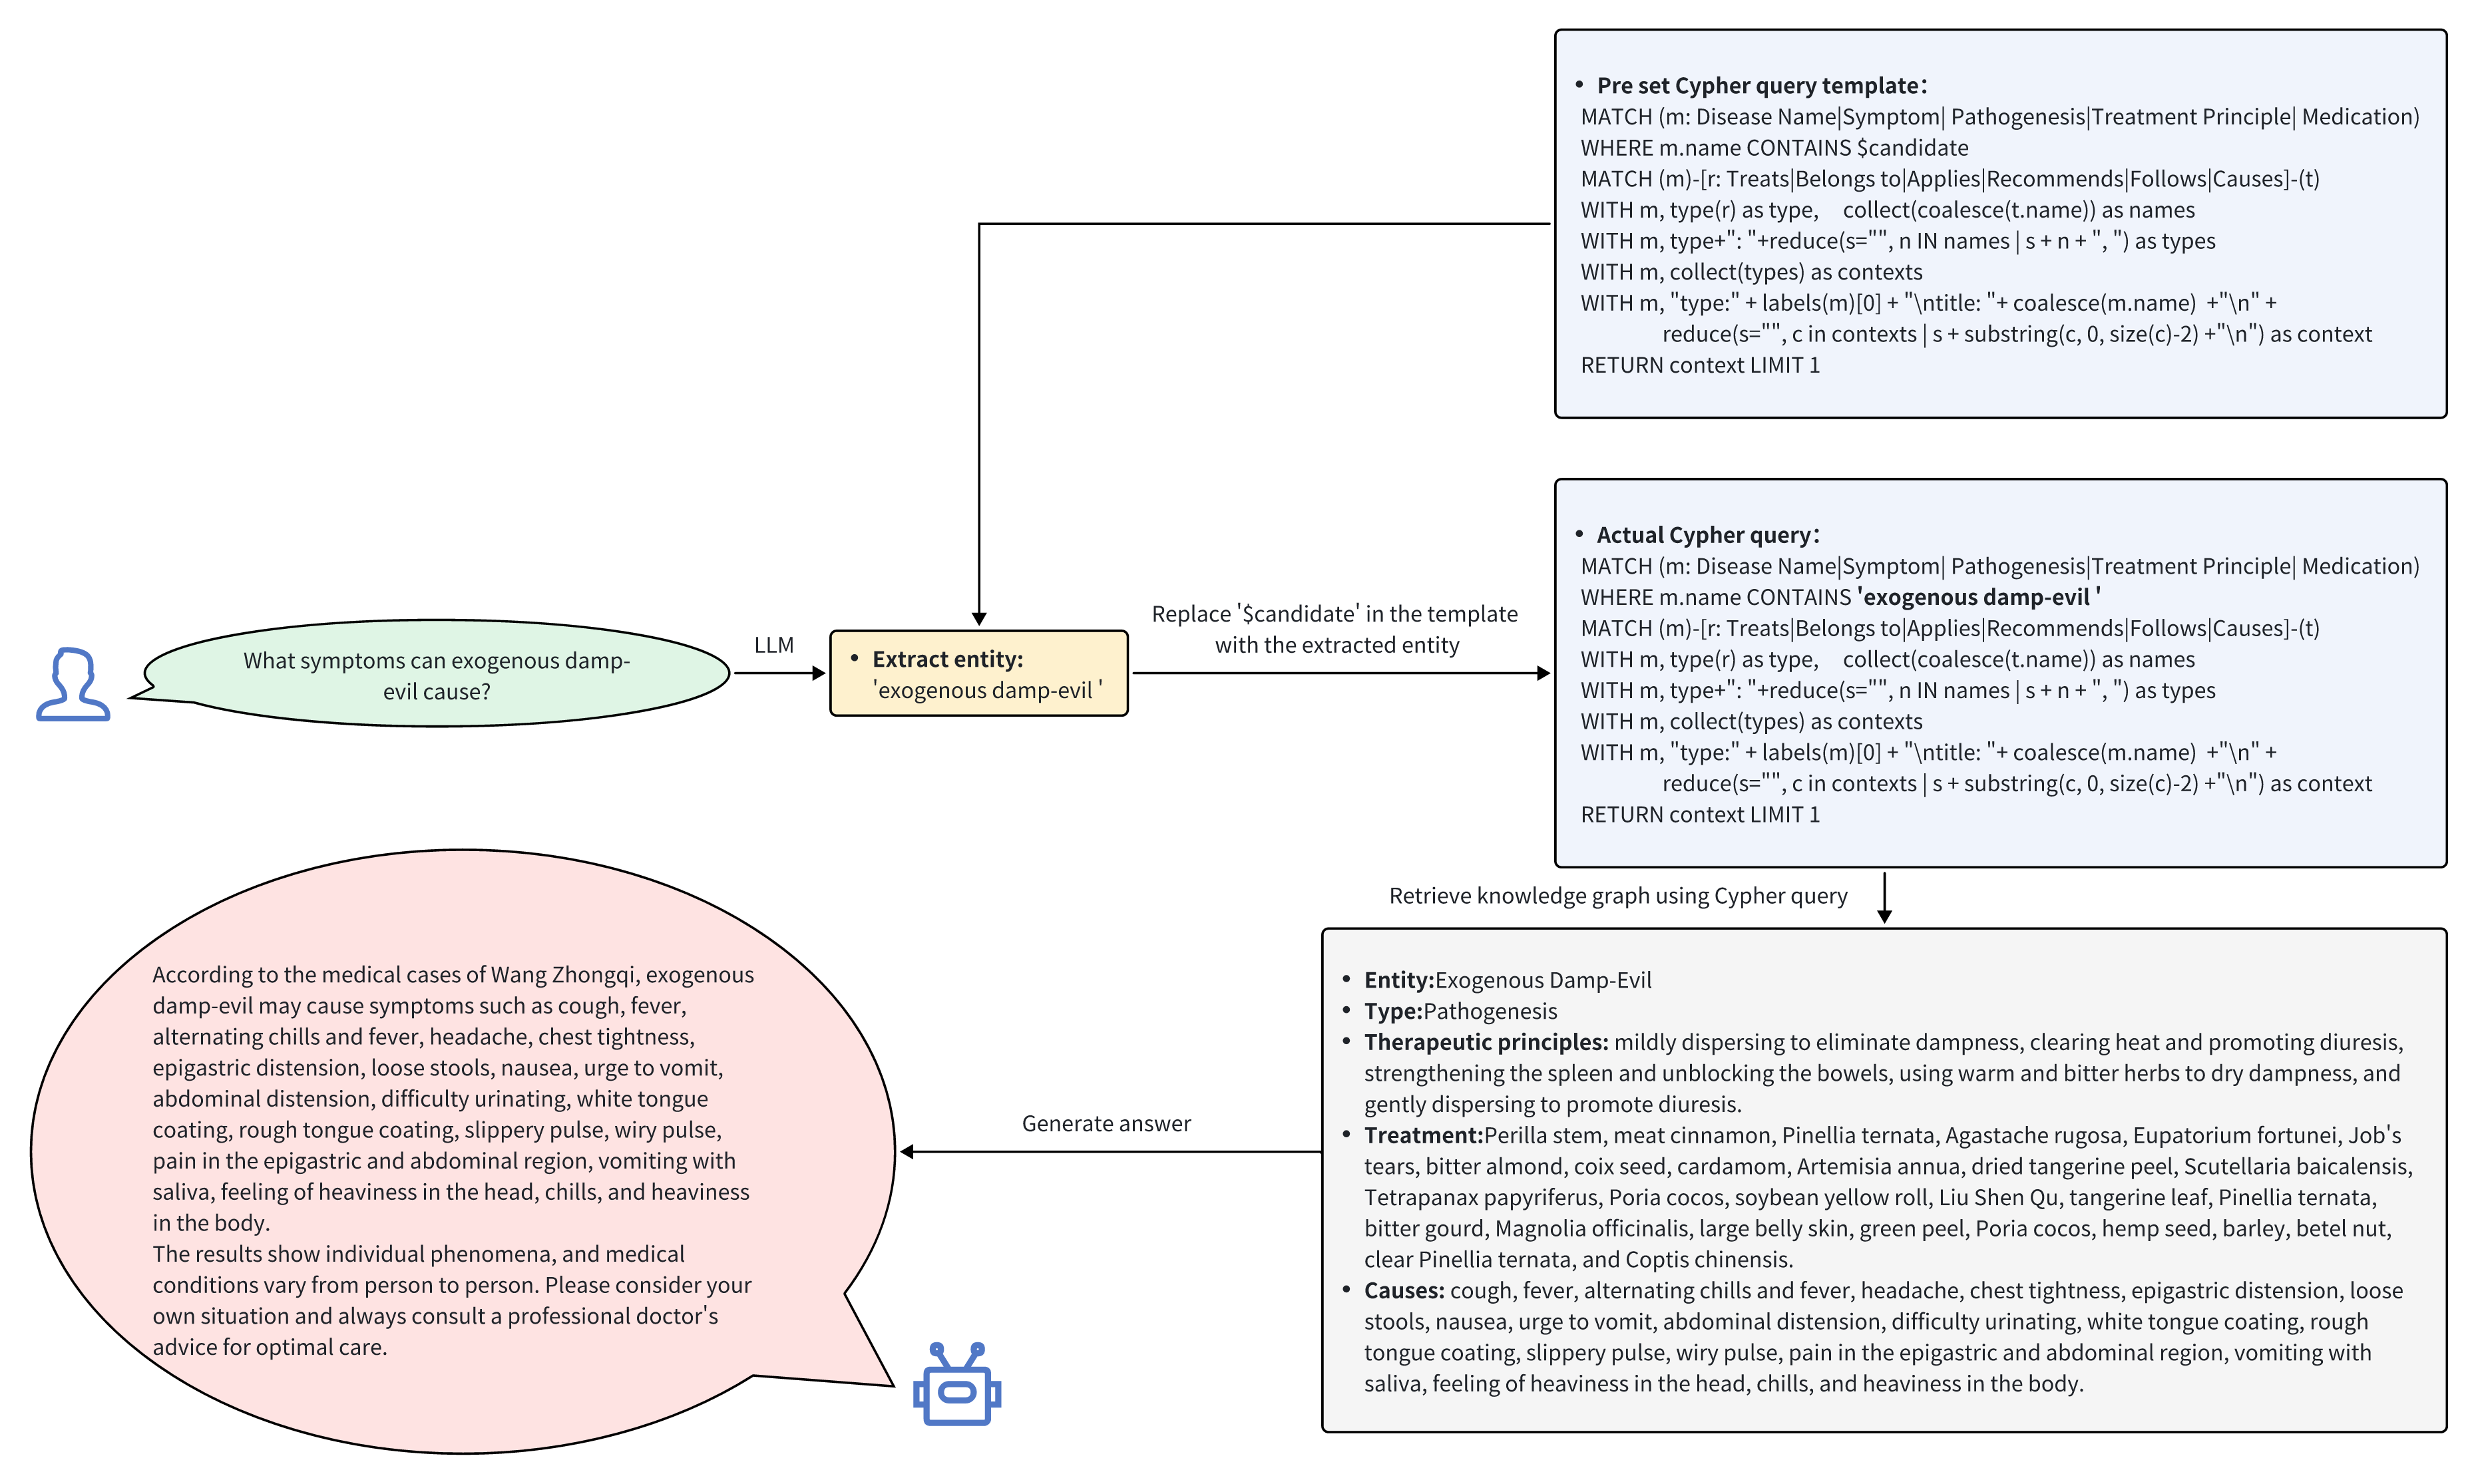 • Pre set Cypher query template：
MATCH (m: Disease Name|Symptom| Pathogenesis|Treatment Principle| Medication)
WHERE m.name CONTAINS $candidate
MATCH (m)-[r: Treats|Belongs to|Applies|Recommends|Follows|Causes]-(t)
WITH m, type(r) as type,    collect(coalesce(t.name)) as names
WITH m, type+": "+reduce(s="", n IN names | s + n + ", ") as types
WITH m, collect(types) as contexts
WITH m, "type:" + labels(m)[0] + "\ntitle: "+ coalesce(m.name)  +"\n" +
reduce(s="", c in contexts | s + substring(c, 0, size(c)-2) +"\n") as context
RETURN context LIMIT 1
What symptoms can exogenous damp-
evil cause?
LLM
• Extract entity:
'exogenous damp-evil '
Replace '$candidate' in the template
with the extracted entity
• Actual Cypher query：
MATCH (m: Disease Name|Symptom| Pathogenesis|Treatment Principle| Medication)
WHERE m.name CONTAINS 'exogenous damp-evil '
MATCH (m)-[r: Treats|Belongs to|Applies|Recommends|Follows|Causes]-(t)
WITH m, type(r) as type,    collect(coalesce(t.name)) as names
WITH m, type+": "+reduce(s="", n IN names | s + n + ", ") as types
WITH m, collect(types) as contexts
WITH m, "type:" + labels(m)[0] + "\ntitle: "+ coalesce(m.name)  +"\n" +
reduce(s="", c in contexts | s + substring(c, 0, size(c)-2) +"\n") as context
RETURN context LIMIT 1
Retrieve knowledge graph using Cypher query
• Entity:Exogenous Damp-Evil
• Type:Pathogenesis
• Therapeutic principles: mildly dispersing to eliminate dampness, clearing heat and promoting diuresis,
strengthening the spleen and unblocking the bowels, using warm and bitter herbs to dry dampness, and
gently dispersing to promote diuresis.
• Treatment:Perilla stem, meat cinnamon, Pinellia ternata, Agastache rugosa, Eupatorium fortunei, Job's
tears, bitter almond, coix seed, cardamom, Artemisia annua, dried tangerine peel, Scutellaria baicalensis,
Tetrapanax papyriferus, Poria cocos, soybean yellow roll, Liu Shen Qu, tangerine leaf, Pinellia ternata,
bitter gourd, Magnolia officinalis, large belly skin, green peel, Poria cocos, hemp seed, barley, betel nut,
clear Pinellia ternata, and Coptis chinensis.
• Causes: cough, fever, alternating chills and fever, headache, chest tightness, epigastric distension, loose
stools, nausea, urge to vomit, abdominal distension, difficulty urinating, white tongue coating, rough
tongue coating, slippery pulse, wiry pulse, pain in the epigastric and abdominal region, vomiting with
saliva, feeling of heaviness in the head, chills, and heaviness in the body.
Generate answer
According to the medical cases of Wang Zhongqi, exogenous
damp-evil may cause symptoms such as cough, fever,
alternating chills and fever, headache, chest tightness,
epigastric distension, loose stools, nausea, urge to vomit,
abdominal distension, difficulty urinating, white tongue
coating, rough tongue coating, slippery pulse, wiry pulse,
pain in the epigastric and abdominal region, vomiting with
saliva, feeling of heaviness in the head, chills, and heaviness
in the body.
The results show individual phenomena, and medical
conditions vary from person to person. Please consider your
own situation and always consult a professional doctor's
advice for optimal care.